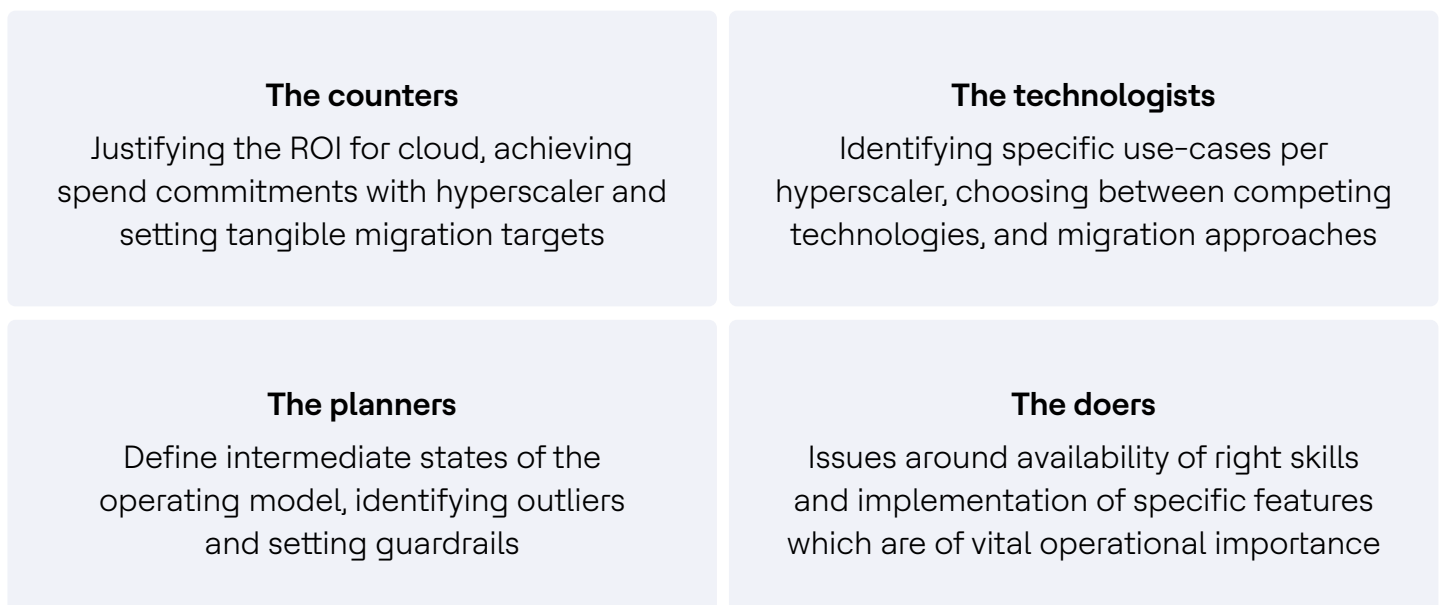 The counters
Justifying the ROI for cloud, achieving
spend commitments with hyperscaler and
setting tangible migration targets
The technologists
Identifying specific use-cases per
hyperscaler, choosing between competing
technologies, and migration approaches
The planners
Define intermediate states of the
operating model, identifying outliers
and setting guardrails
The doers
Issues around availability of right skills
and implementation of specific features
which are of vital operational importance